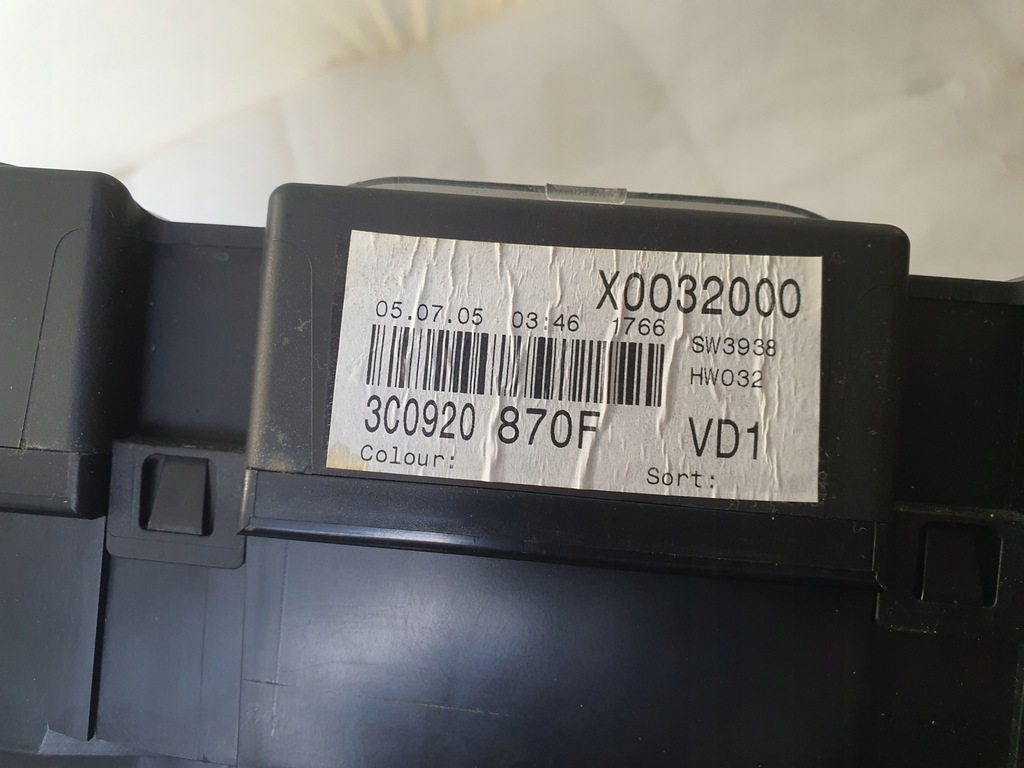 X0032000
05.07.05 03:46 1766
SW3938
HW032
3C0920 870F VD1
Colour: Sort: